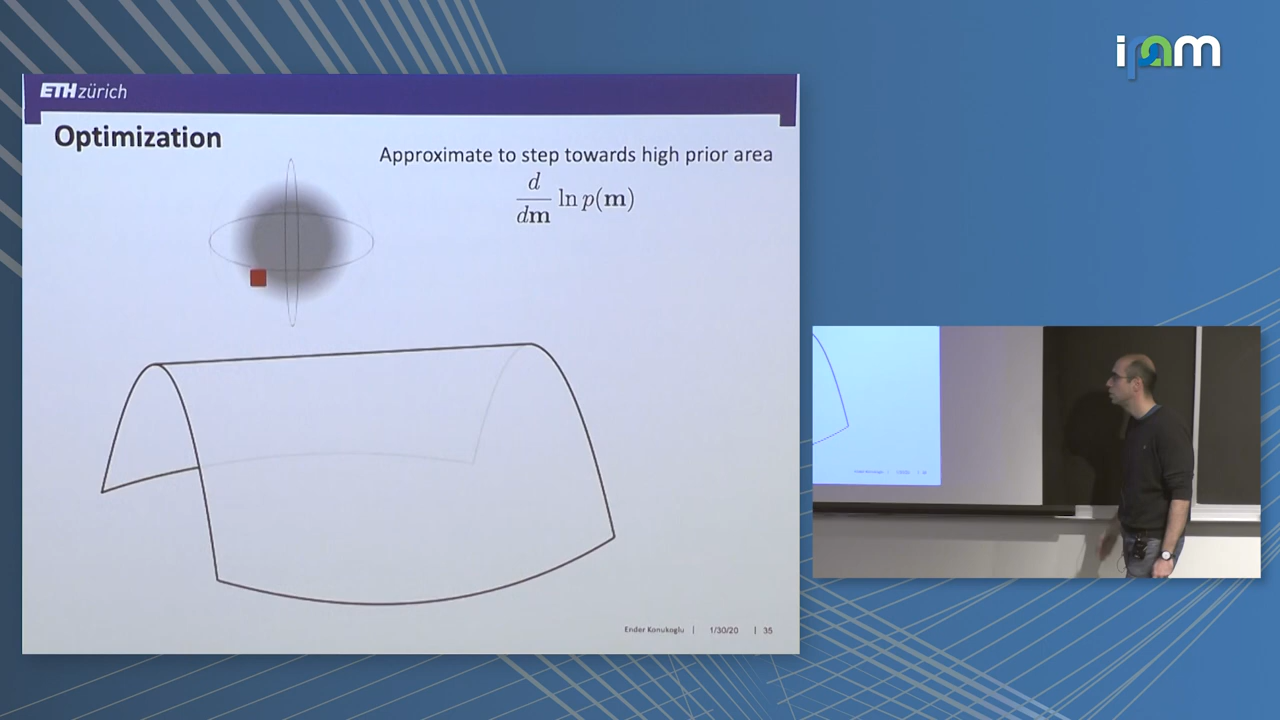 ipam
ETH zürich
Optimization
Approximate to step towards high prior area
d
dm ln p(m)
Ender Konukoglu | 1/30/20 | 35